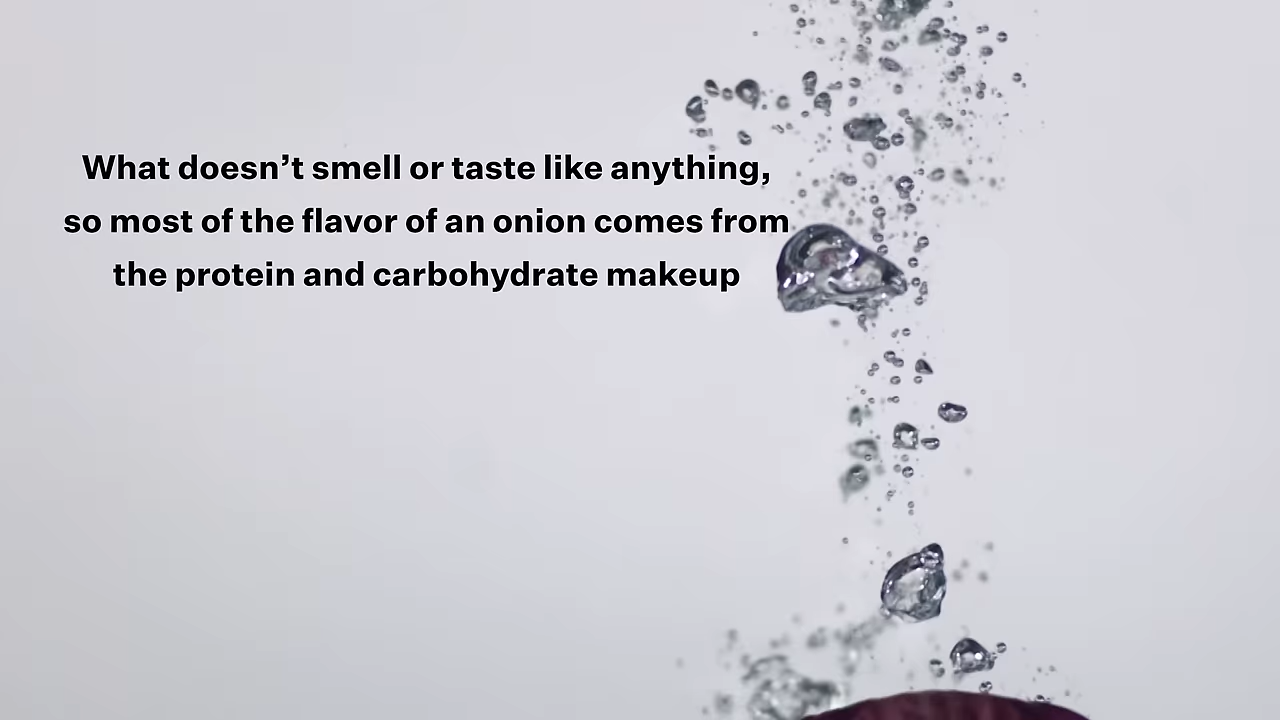 What doesn’t smell or taste like anything,
so most of the flavor of an onion comes from
the protein and carbohydrate makeup